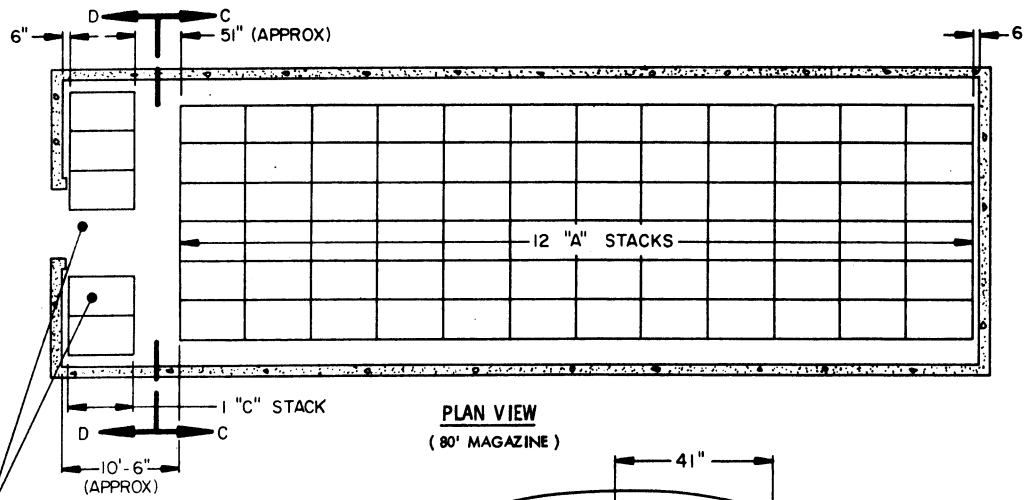 D C
6" 51" (APPROX) 6
12 "A" STACKS
1 "C" STACK
D C
PLAN VIEW
(80' MAGAZINE)
10'-6"
(APPROX)
41"